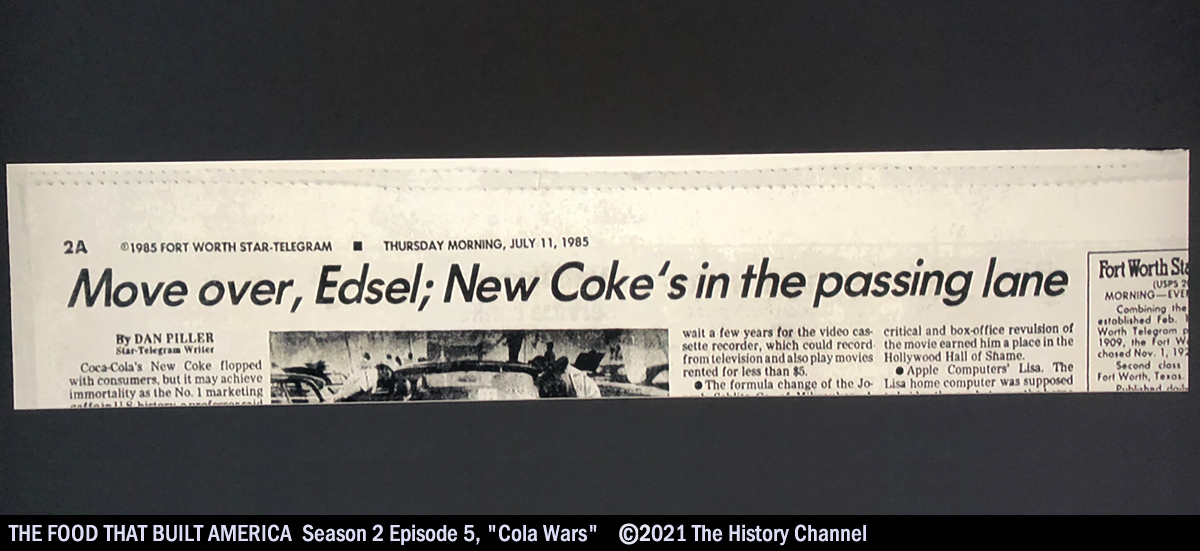 2A ©1985 FORT WORTH STAR-TELEGRAM ■ THURSDAY MORNING, JULY 11, 1985
Move over, Edsel; New Coke's in the passing lane
By DAN PILLER
Star-Telegram Writer
Coca-Cola's New Coke flopped
with consumers, but it may achieve
immortality as the No. 1 marketing
wait a few years for the video cas-
sette recorder, which could record
from television and also play movies
rented for less than $5.
● The formula change of the Jo-
critical and box-office revulsion of
the movie earned him a place in the
Hollywood Hall of Shame.
● Apple Computers' Lisa. The
Lisa home computer was supposed
Fort Worth
(USPS
MORNING—
Combining the
established Feb.
Worth Telegram
1909, the Fort
chosen Nov. 1,
Second class
Fort Worth, Texas.
Published
THE FOOD THAT BUILT AMERICA Season 2 Episode 5, "Cola Wars" ©2021 The History Channel